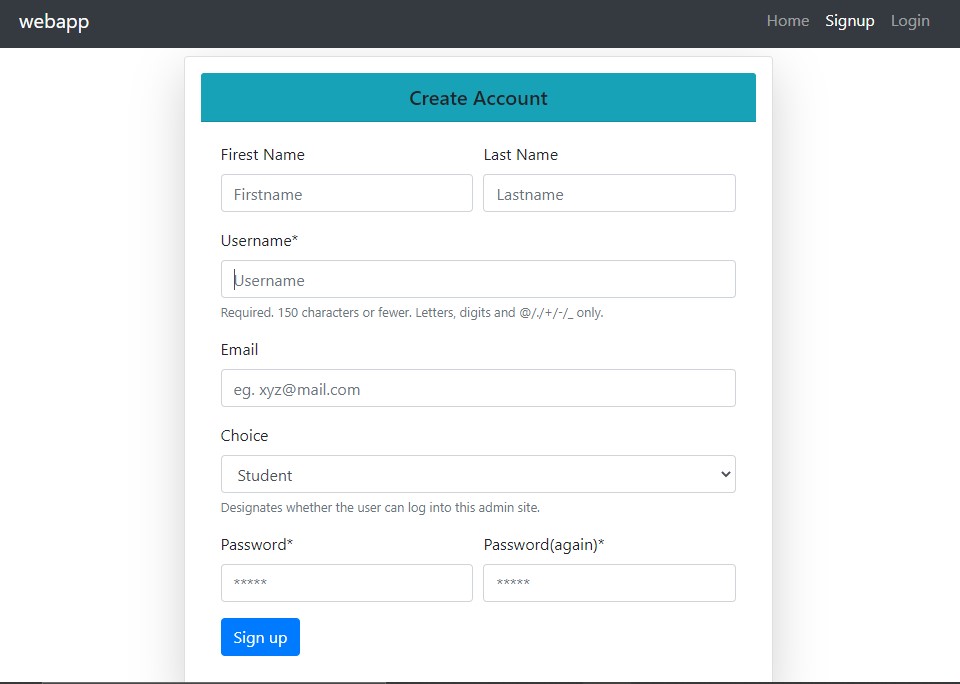 webapp Home Signup Login
Create Account
Firest Name Last Name
Firstname Lastname
Username*
Username
Required. 150 characters or fewer. Letters, digits and @/./+/-/_ only.
Email
eg. xyz@mail.com
Choice
Student
Designates whether the user can log into this admin site.
Password* Password(again)*
***** *****
Sign up